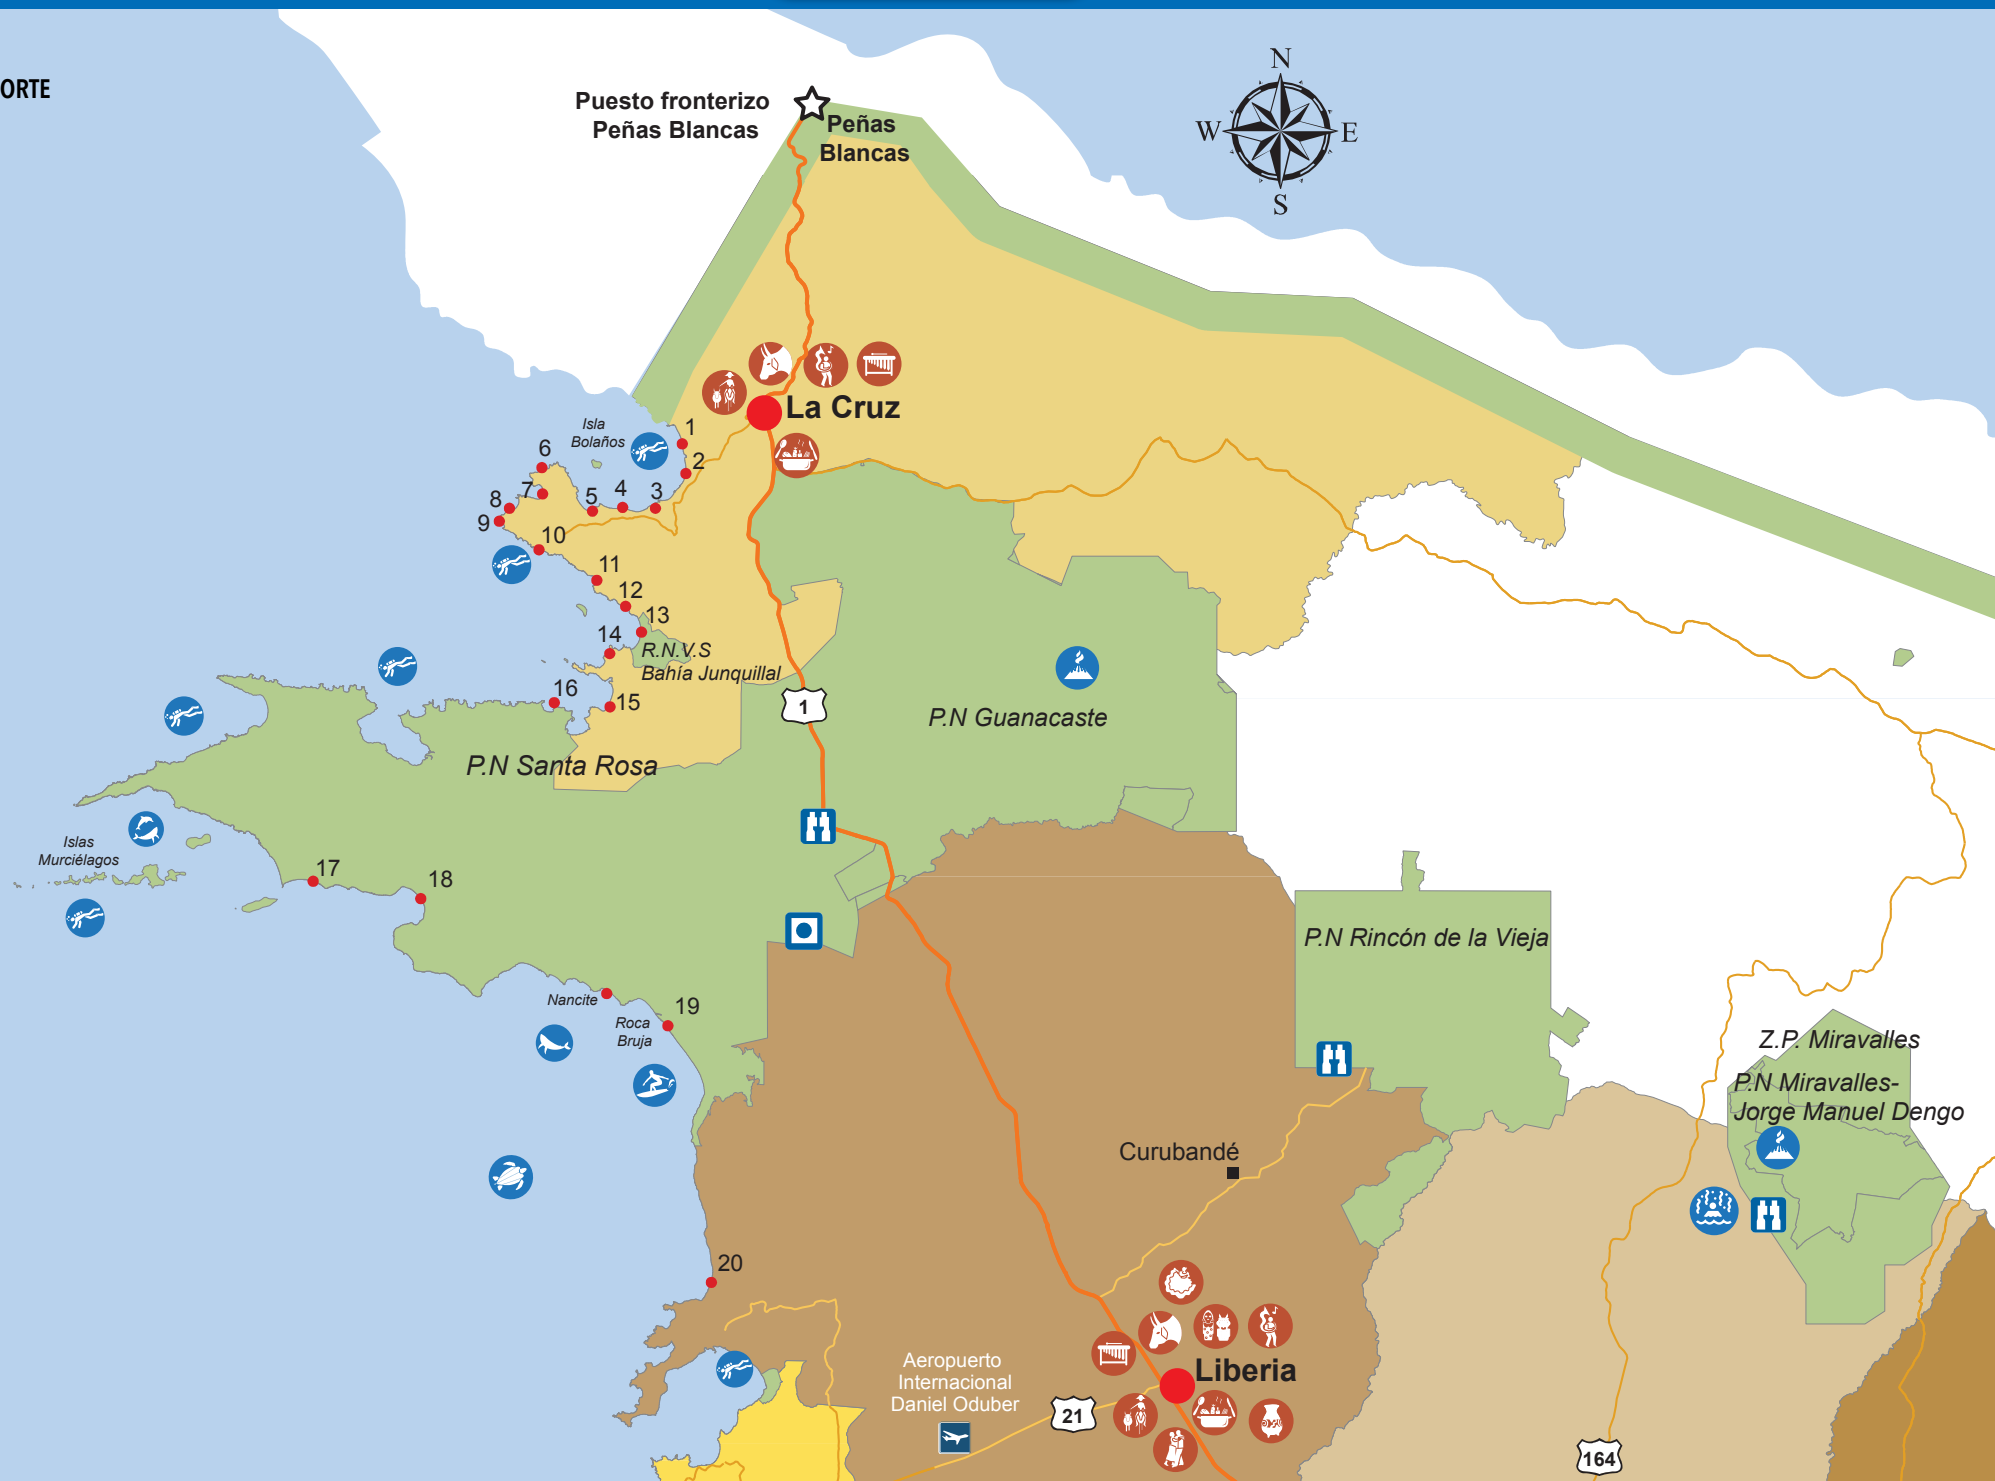 ORTE
N
W
E
S
Puesto fronterizo
Peñas Blancas
Peñas
Blancas
La Cruz
Isla
Bolaños
1
2
3
4
5
6
7
8
9
10
11
12
13
14
15
16
R.N.V.S
Bahía Junquillal
1
P.N Guanacaste
P.N Santa Rosa
Islas
Murciélagos
17
18
P.N Rincón de la Vieja
Nancite
19
Roca
Bruja
Z.P. Miravalles
P.N Miravalles-
Jorge Manuel Dengo
Curubandé
20
Aeropuerto
Internacional
Daniel Oduber
Liberia
21
164